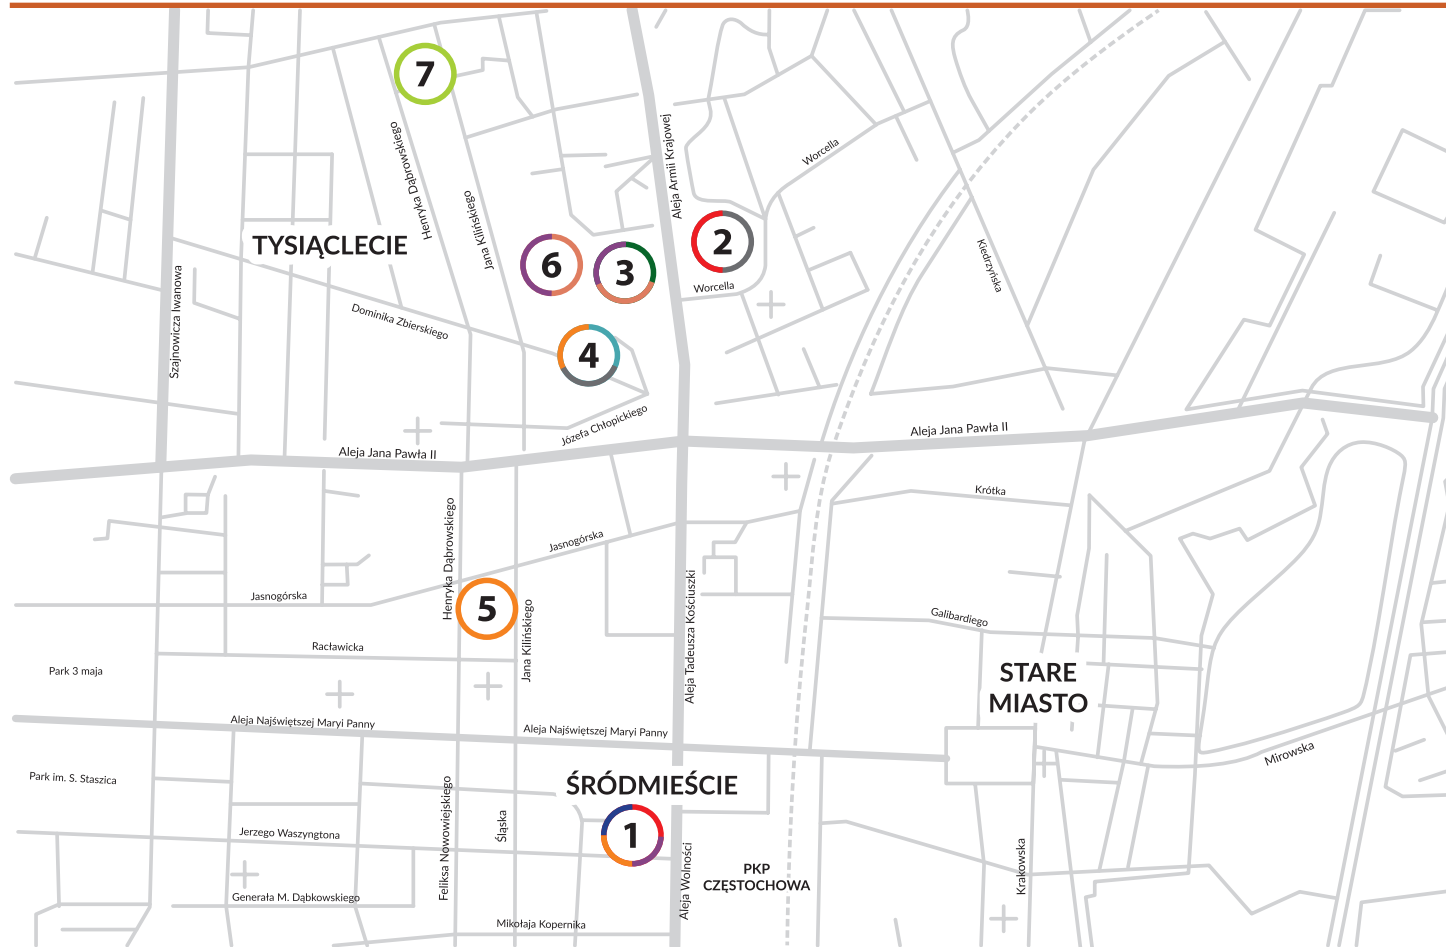 7
Henryka Dąbrowskiego
Aleja Armii Krajowej
Worcella
Jana Kilińskiego
TYSIĄCLECIE
2
6
3
Worcella
Kiedrzyńska
Szajnowicza Iwanowa
Dominika Zbierskiego
4
Józefa Chłopickiego
Aleja Jana Pawła II
Aleja Jana Pawła II
Krótka
Henryka Dąbrowskiego
Jasnogórska
Jasnogórska
5
Jana Kilińskiego
Aleja Tadeusza Kościuszki
Galibardiego
Racławicka
Park 3 maja
STARE
MIASTO
Aleja Najświętszej Maryi Panny
Aleja Najświętszej Maryi Panny
Mirowska
Park im. S. Staszica
ŚRÓDMIEŚCIE
Feliksa Nowowiejskiego
Śląska
Jerzego Waszyngtona
1
Aleja Wolności
PKP
CZĘSTOCHOWA
Krakowska
Generała M. Dąbkowskiego
Mikołaja Kopernika